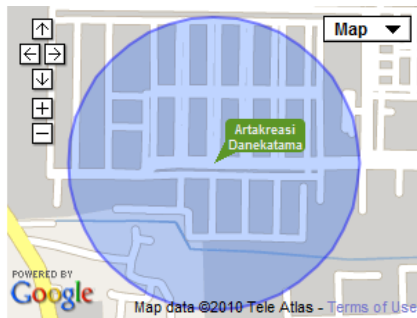 Map
Artakreasi
Danekatama
POWERED BY
Google
Map data ©2010 Tele Atlas - Terms of Use